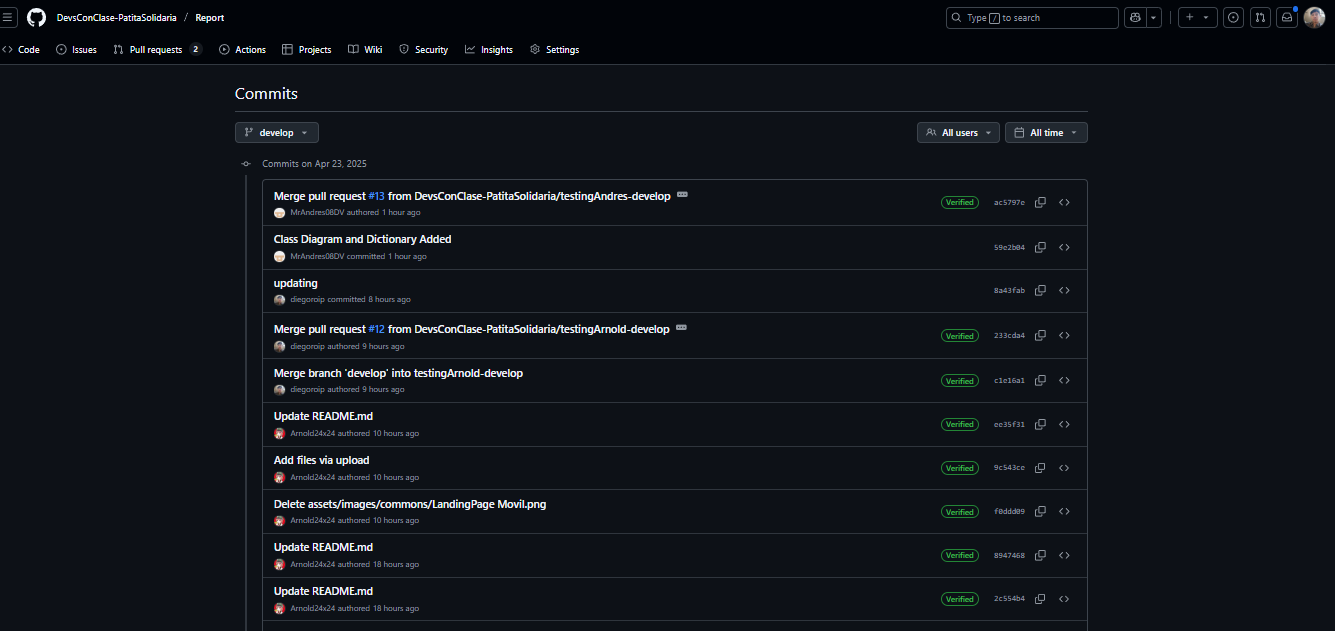 DevsConClase-PatitaSolidaria / Report
Type / to search
Code Issues Pull requests 2 Actions Projects Wiki Security Insights Settings
Commits
develop
All users All time
Commits on Apr 23, 2025
Merge pull request #13 from DevsConClase-PatitaSolidaria/testingAndres-develop
MrAndres08DV authored 1 hour ago
Verified ac5797e
Class Diagram and Dictionary Added
MrAndres08DV committed 1 hour ago
59e2b04
updating
diegoroip committed 8 hours ago
8a43fab
Merge pull request #12 from DevsConClase-PatitaSolidaria/testingArnold-develop
diegoroip authored 9 hours ago
Verified 233cda4
Merge branch 'develop' into testingArnold-develop
diegoroip authored 9 hours ago
Verified c1e16a1
Update README.md
Arnold24x24 authored 10 hours ago
Verified ee35f31
Add files via upload
Arnold24x24 authored 10 hours ago
Verified 9c543ce
Delete assets/images/commons/LandingPage Movil.png
Arnold24x24 authored 10 hours ago
Verified f0ddd09
Update README.md
Arnold24x24 authored 18 hours ago
Verified 8947468
Update README.md
Arnold24x24 authored 18 hours ago
Verified 2c554b4